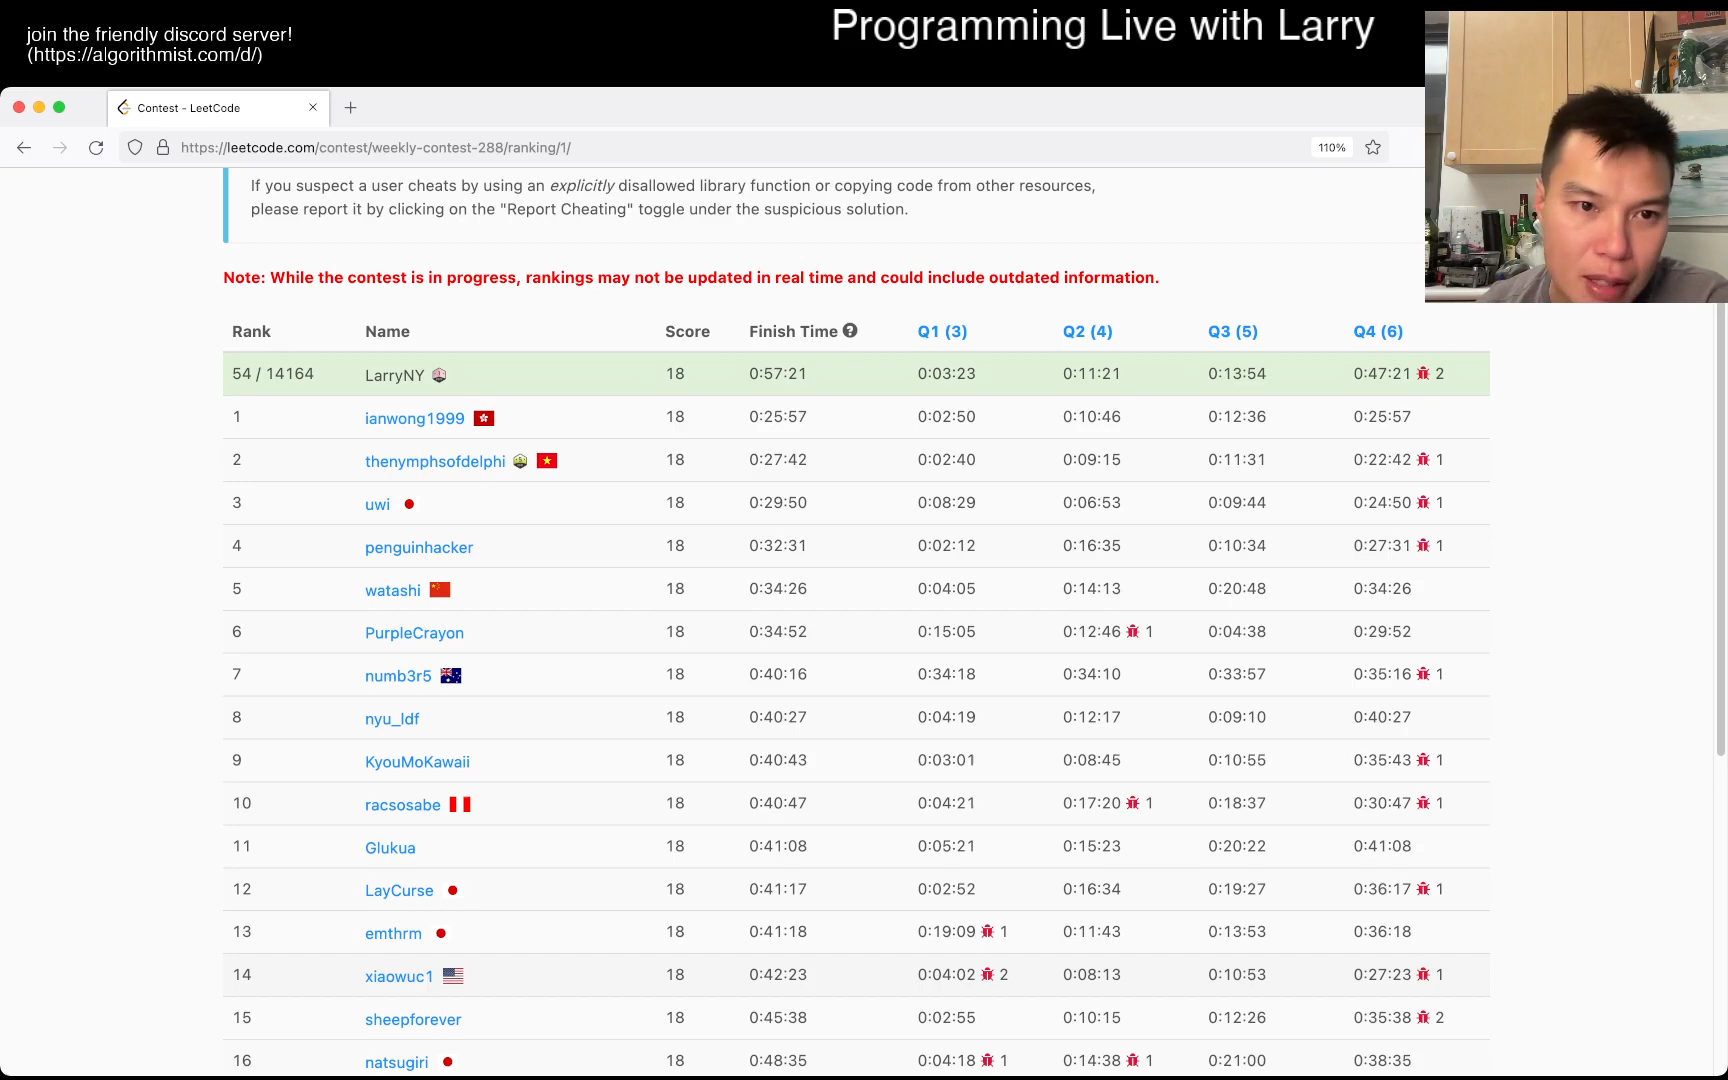 join the friendly discord server!
(https://algorithmist.com/d/)
Programming Live with Larry
Contest - LeetCode
https://leetcode.com/contest/weekly-contest-288/ranking/1/
110%
If you suspect a user cheats by using an explicitly disallowed library function or copying code from other resources,
please report it by clicking on the "Report Cheating" toggle under the suspicious solution.
Note: While the contest is in progress, rankings may not be updated in real time and could include outdated information.
Rank Name Score Finish Time Q1 (3) Q2 (4) Q3 (5) Q4 (6)
54 / 14164 LarryNY 18 0:57:21 0:03:23 0:11:21 0:13:54 0:47:21 2
1 ianwong1999 18 0:25:57 0:02:50 0:10:46 0:12:36 0:25:57
2 thenymphsofdelphi 18 0:27:42 0:02:40 0:09:15 0:11:31 0:22:42 1
3 uwi 18 0:29:50 0:08:29 0:06:53 0:09:44 0:24:50 1
4 penguinhacker 18 0:32:31 0:02:12 0:16:35 0:10:34 0:27:31 1
5 watashi 18 0:34:26 0:04:05 0:14:13 0:20:48 0:34:26
6 PurpleCrayon 18 0:34:52 0:15:05 0:12:46 1 0:04:38 0:29:52
7 numb3r5 18 0:40:16 0:34:18 0:34:10 0:33:57 0:35:16 1
8 nyu_ldf 18 0:40:27 0:04:19 0:12:17 0:09:10 0:40:27
9 KyouMoKawaii 18 0:40:43 0:03:01 0:08:45 0:10:55 0:35:43 1
10 racsosabe 18 0:40:47 0:04:21 0:17:20 1 0:18:37 0:30:47 1
11 Glukua 18 0:41:08 0:05:21 0:15:23 0:20:22 0:41:08
12 LayCurse 18 0:41:17 0:02:52 0:16:34 0:19:27 0:36:17 1
13 emthrm 18 0:41:18 0:19:09 1 0:11:43 0:13:53 0:36:18
14 xiaowuc1 18 0:42:23 0:04:02 2 0:08:13 0:10:53 0:27:23 1
15 sheepforever 18 0:45:38 0:02:55 0:10:15 0:12:26 0:35:38 2
16 natsugiri 18 0:48:35 0:04:18 1 0:14:38 1 0:21:00 0:38:35